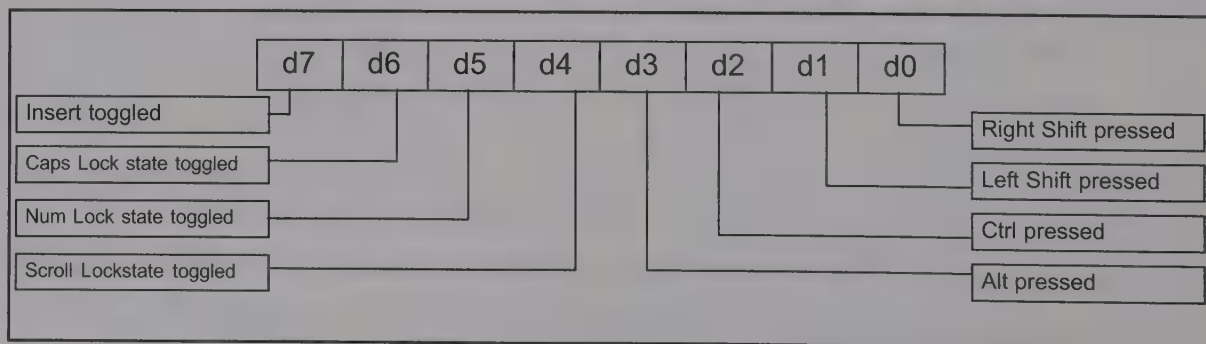 d7 d6 d5 d4 d3 d2 d1 d0
Insert toggled
Caps Lock state toggled
Num Lock state toggled
Scroll Lockstate toggled
Right Shift pressed
Left Shift pressed
Ctrl pressed
Alt pressed